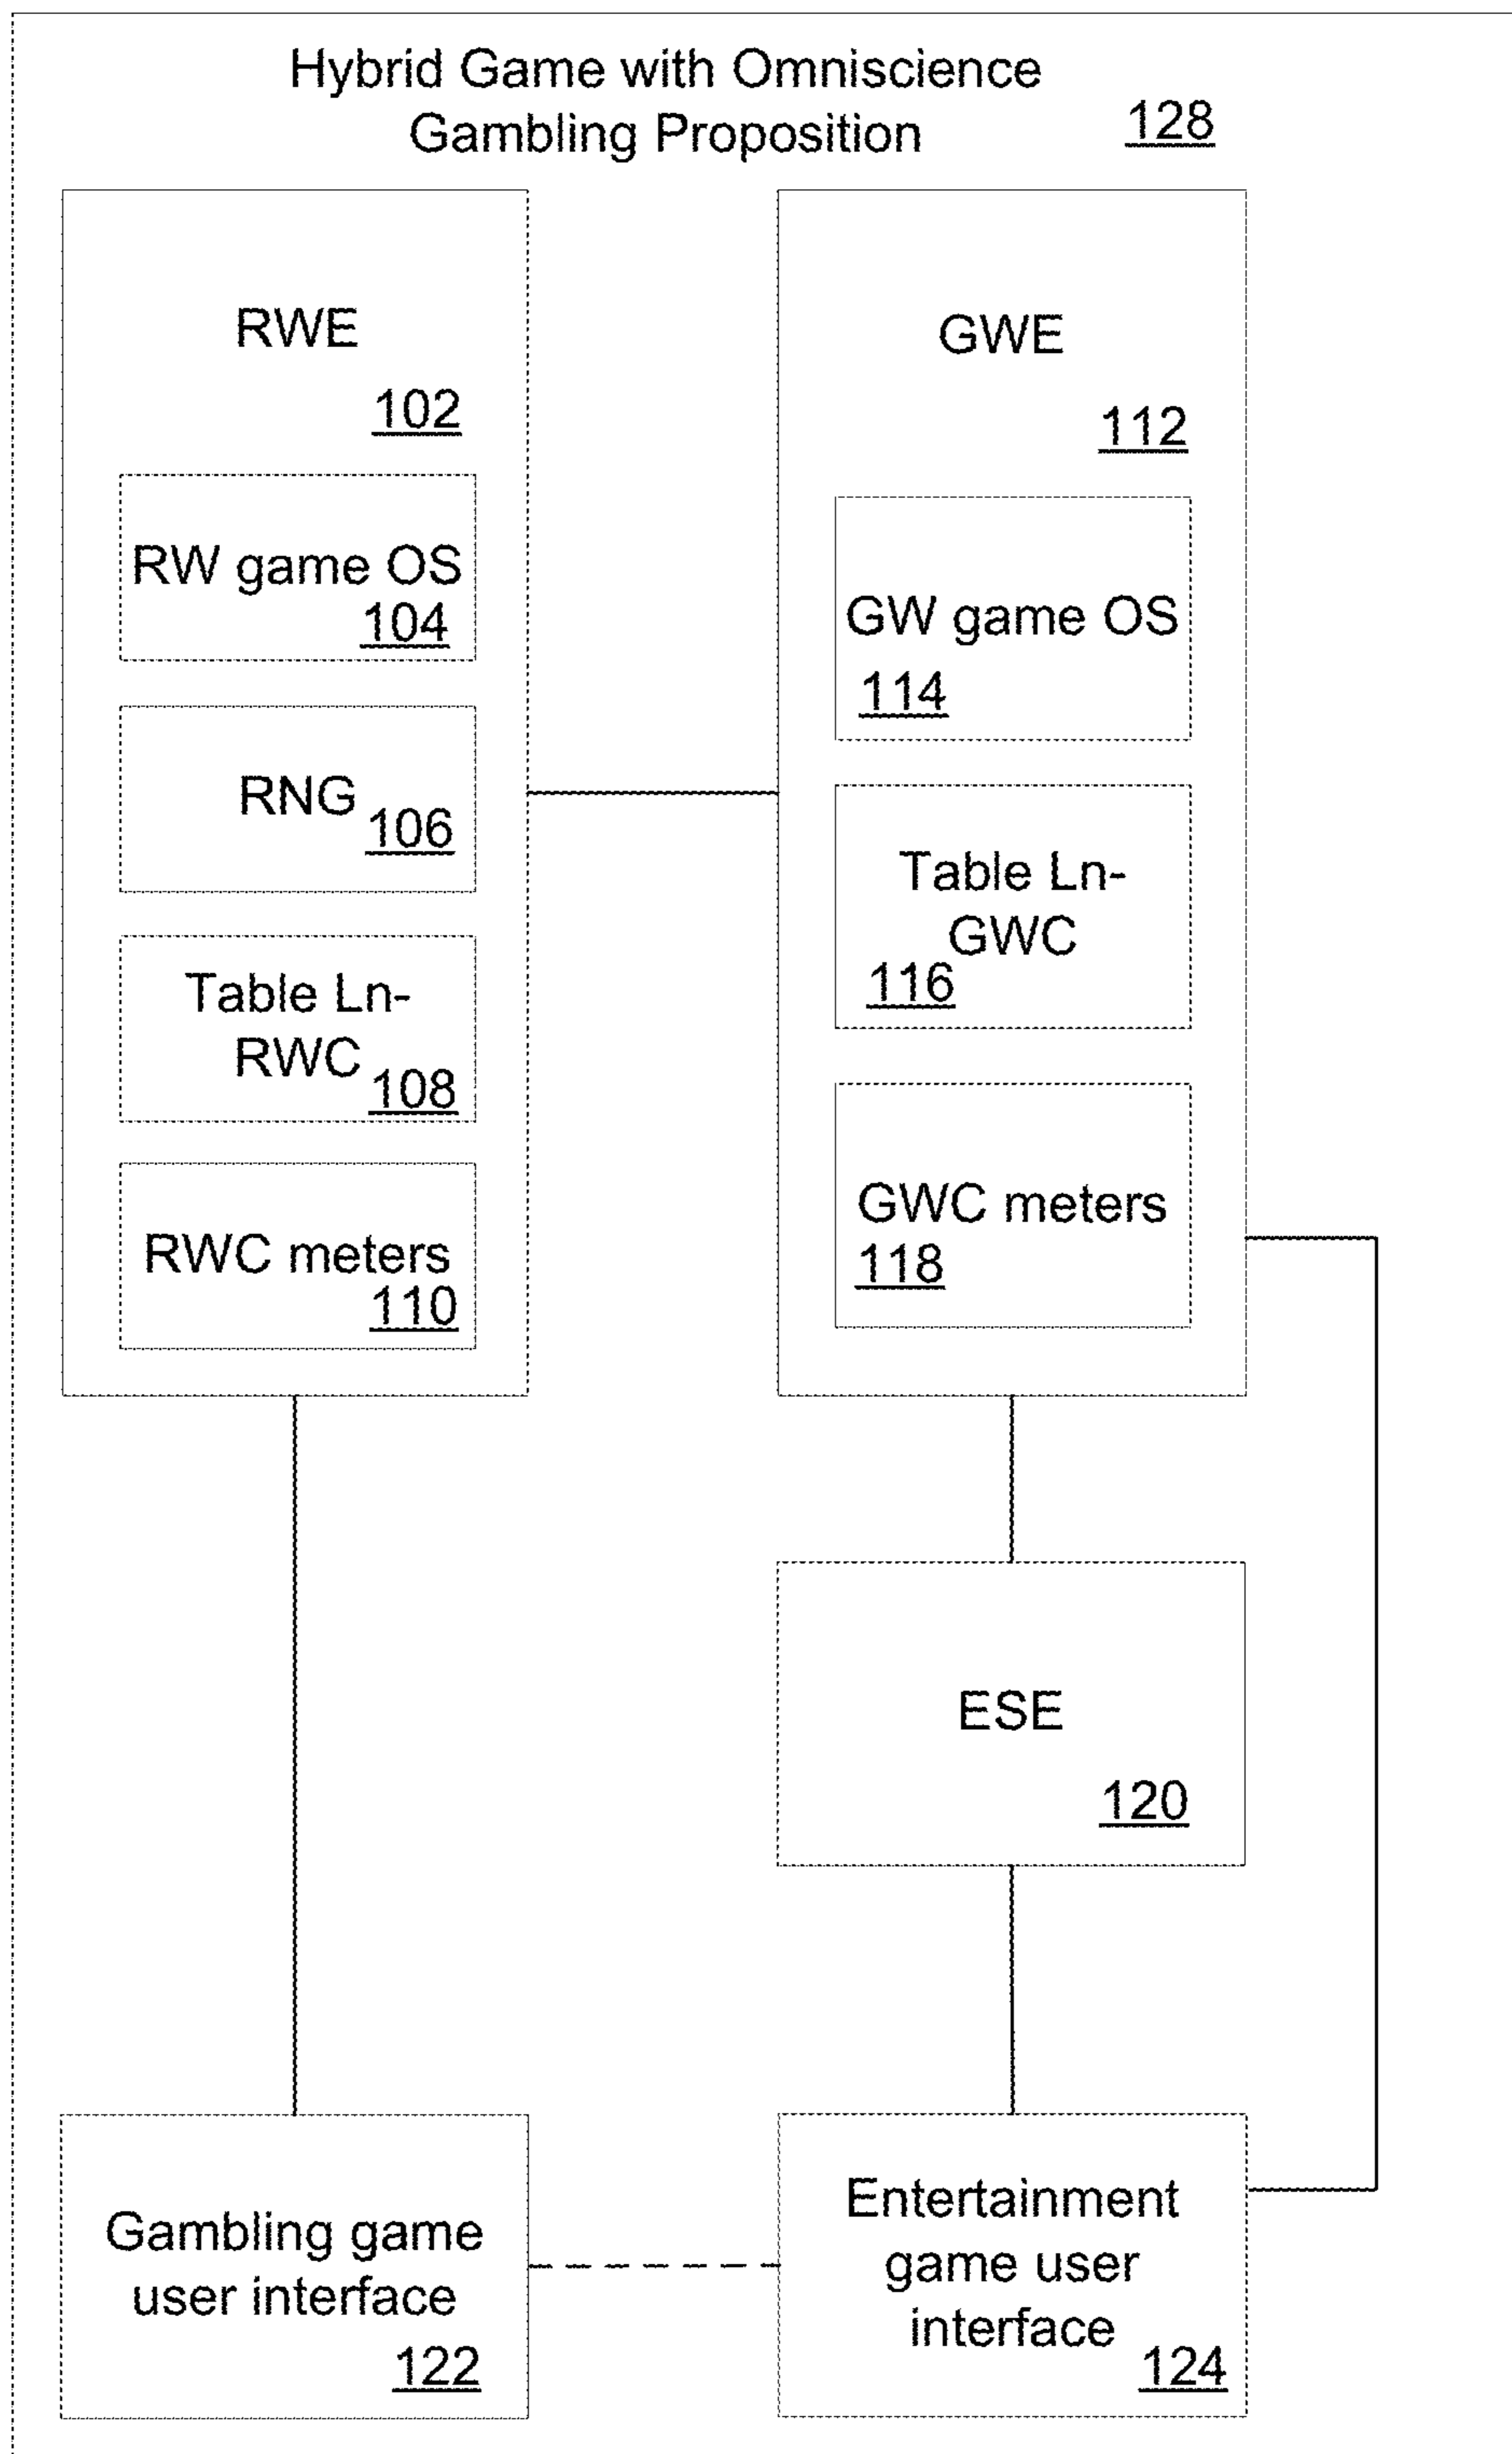 Hybrid Game with Omniscience
Gambling Proposition
128
RWE
102
RW game OS
104
RNG
106
Table Ln-
RWC
108
RWC meters
110
GWE
112
GW game OS
114
Table Ln-
GWC
116
GWC meters
118
ESE
120
Gambling game
user interface
122
Entertainment
game user
interface
124